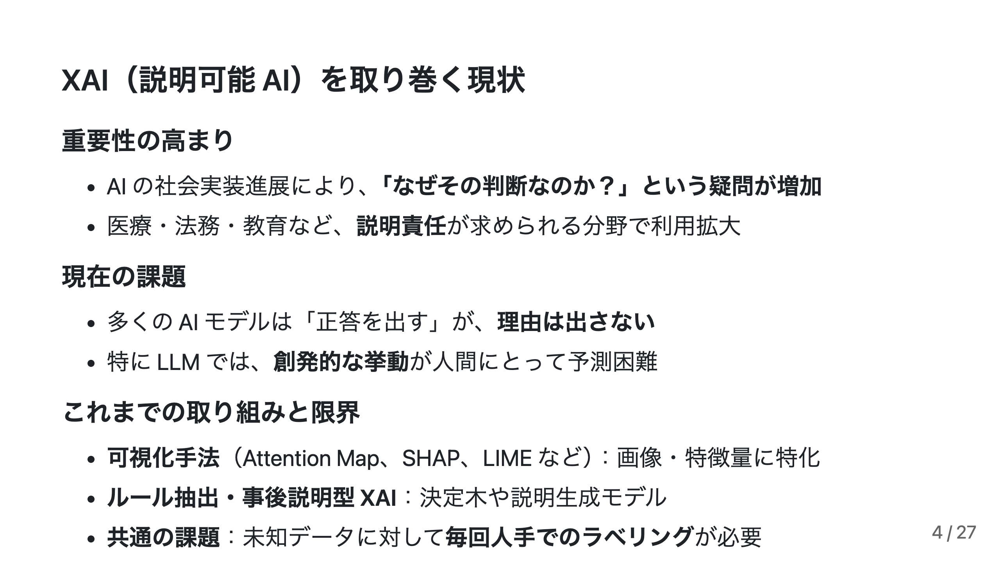 XAI（説明可能 AI）を取り巻く現状
重要性の高まり
• AI の社会実装進展により、「なぜその判断なのか？」という疑問が増加
• 医療・法務・教育など、説明責任が求められる分野で利用拡大
現在の課題
• 多くの AI モデルは「正答を出す」が、理由は出さない
• 特に LLM では、創発的な挙動が人間にとって予測困難
これまでの取り組みと限界
• 可視化手法（Attention Map、SHAP、LIME など）：画像・特徴量に特化
• ルール抽出・事後説明型 XAI：決定木や説明生成モデル
• 共通の課題：未知データに対して毎回人手でのラベリングが必要
4 / 27